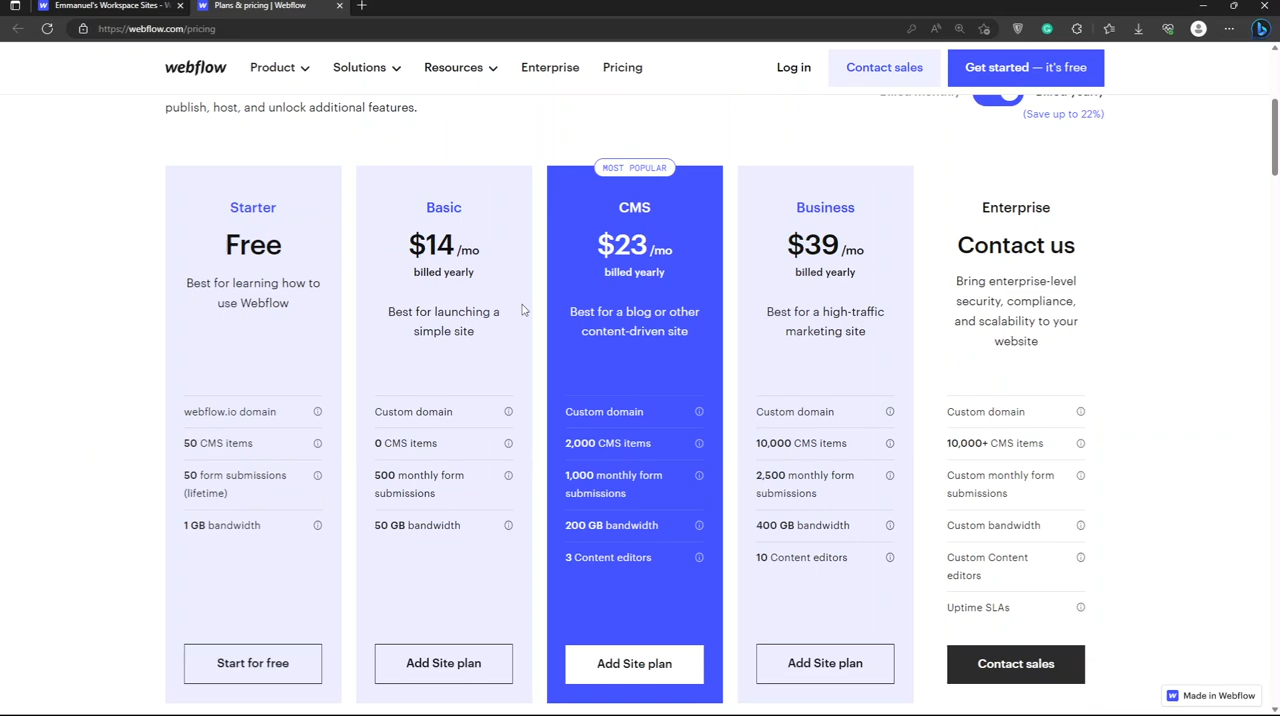 Emmanuel's Workspace Sites - W
Plans & pricing | Webflow
https://webflow.com/pricing
webflow
Product
Solutions
Resources
Enterprise
Pricing
Log in
Contact sales
Get started — it's free
publish, host, and unlock additional features.
Billed monthly
Billed yearly
(Save up to 22%)
Starter
Free
Best for learning how to
use Webflow
webflow.io domain
50 CMS items
50 form submissions
(lifetime)
1 GB bandwidth
Start for free
Basic
$14 /mo
billed yearly
Best for launching a
simple site
Custom domain
0 CMS items
500 monthly form
submissions
50 GB bandwidth
Add Site plan
MOST POPULAR
CMS
$23 /mo
billed yearly
Best for a blog or other
content-driven site
Custom domain
2,000 CMS items
1,000 monthly form
submissions
200 GB bandwidth
3 Content editors
Add Site plan
Business
$39 /mo
billed yearly
Best for a high-traffic
marketing site
Custom domain
10,000 CMS items
2,500 monthly form
submissions
400 GB bandwidth
10 Content editors
Add Site plan
Enterprise
Contact us
Bring enterprise-level
security, compliance,
and scalability to your
website
Custom domain
10,000+ CMS items
Custom monthly form
submissions
Custom bandwidth
Custom Content
editors
Uptime SLAs
Contact sales
Made in Webflow